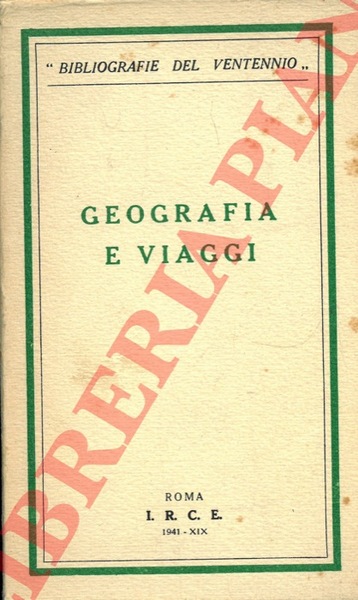 “ BIBLIOGRAFIE DEL VENTENNIO „
GEOGRAFIA
E VIAGGI
ROMA
I. R. C. E.
1941 - XIX
LIBRERIA PIAN